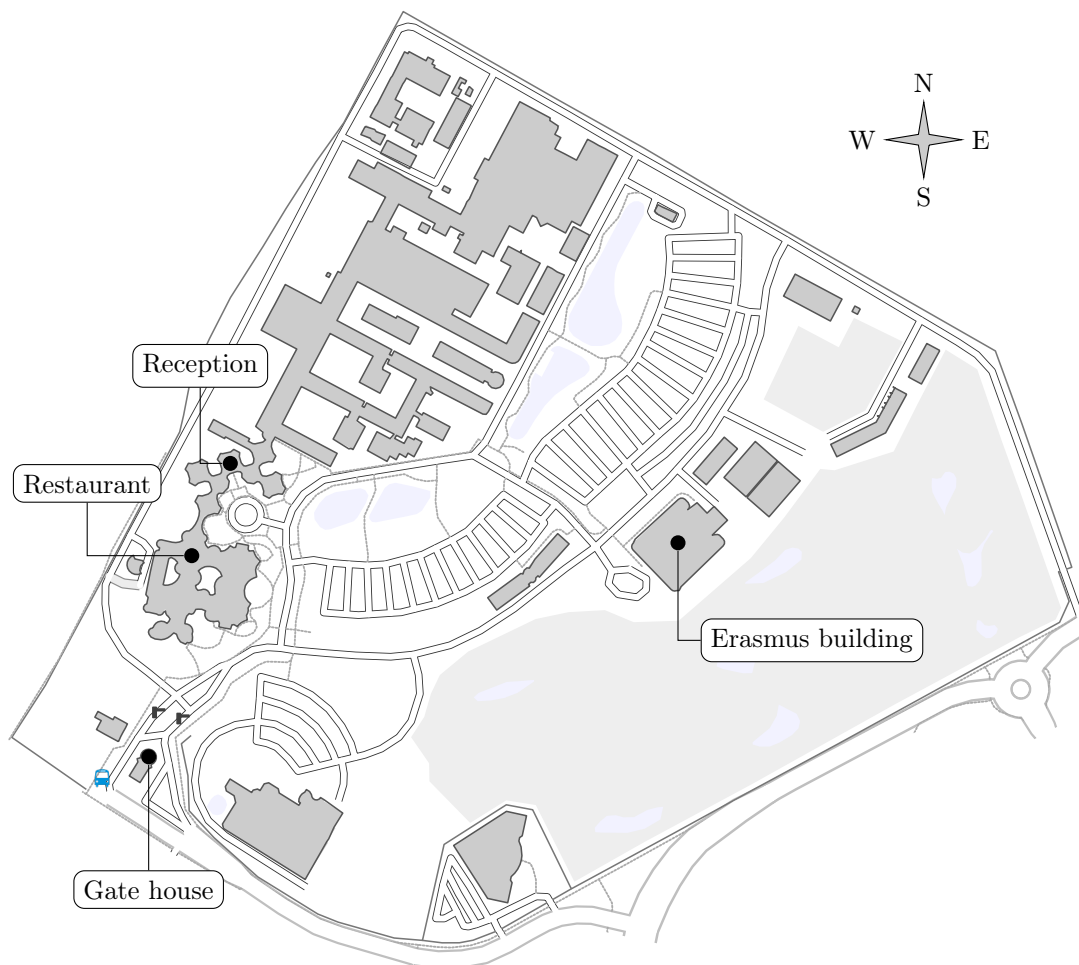 N
W
E
S
Reception
Restaurant
Erasmus building
Gate house